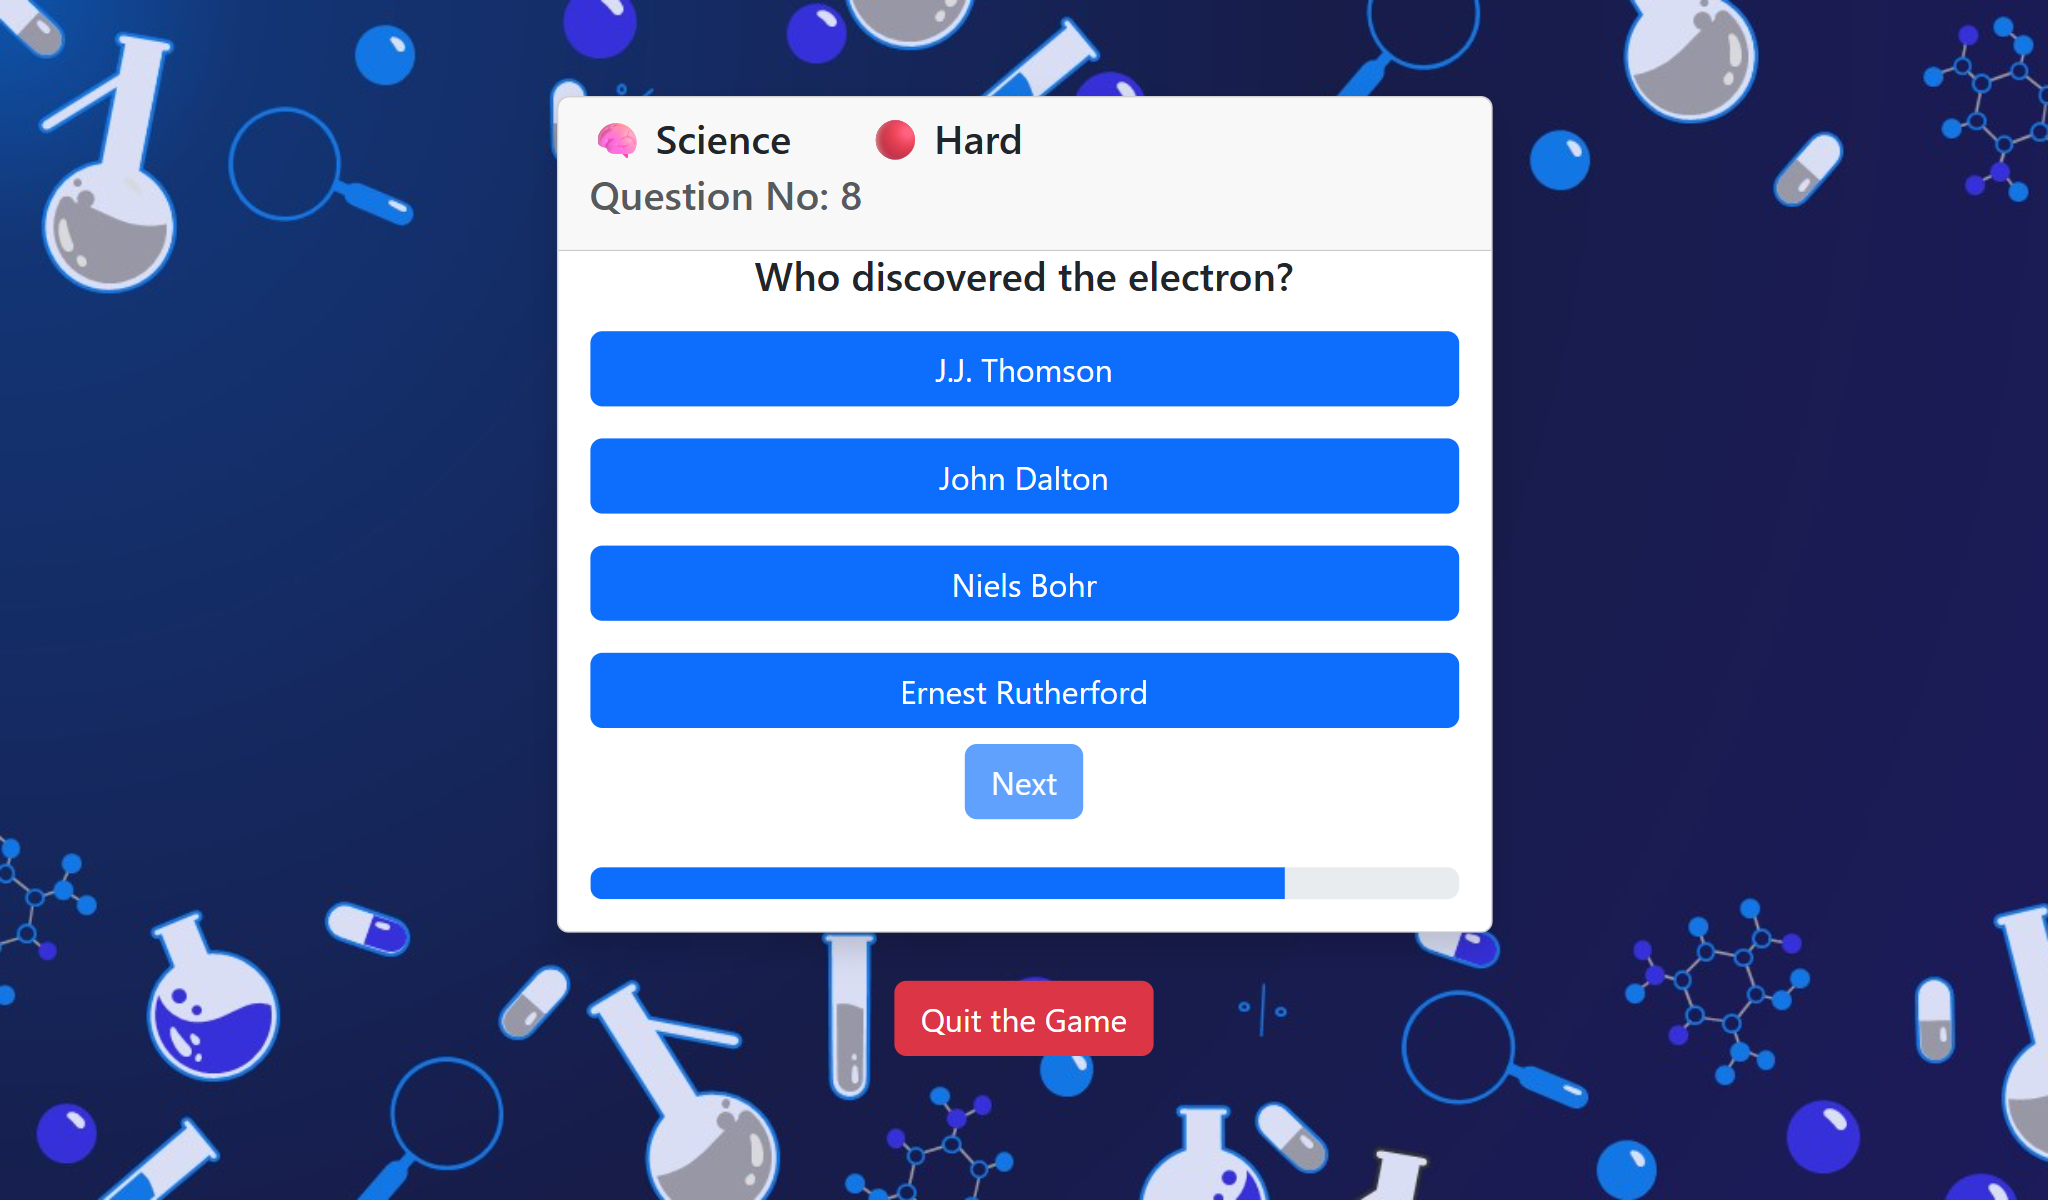 🧠 Science 🔴 Hard
Question No: 8
Who discovered the electron?
J.J. Thomson
John Dalton
Niels Bohr
Ernest Rutherford
Next
Quit the Game